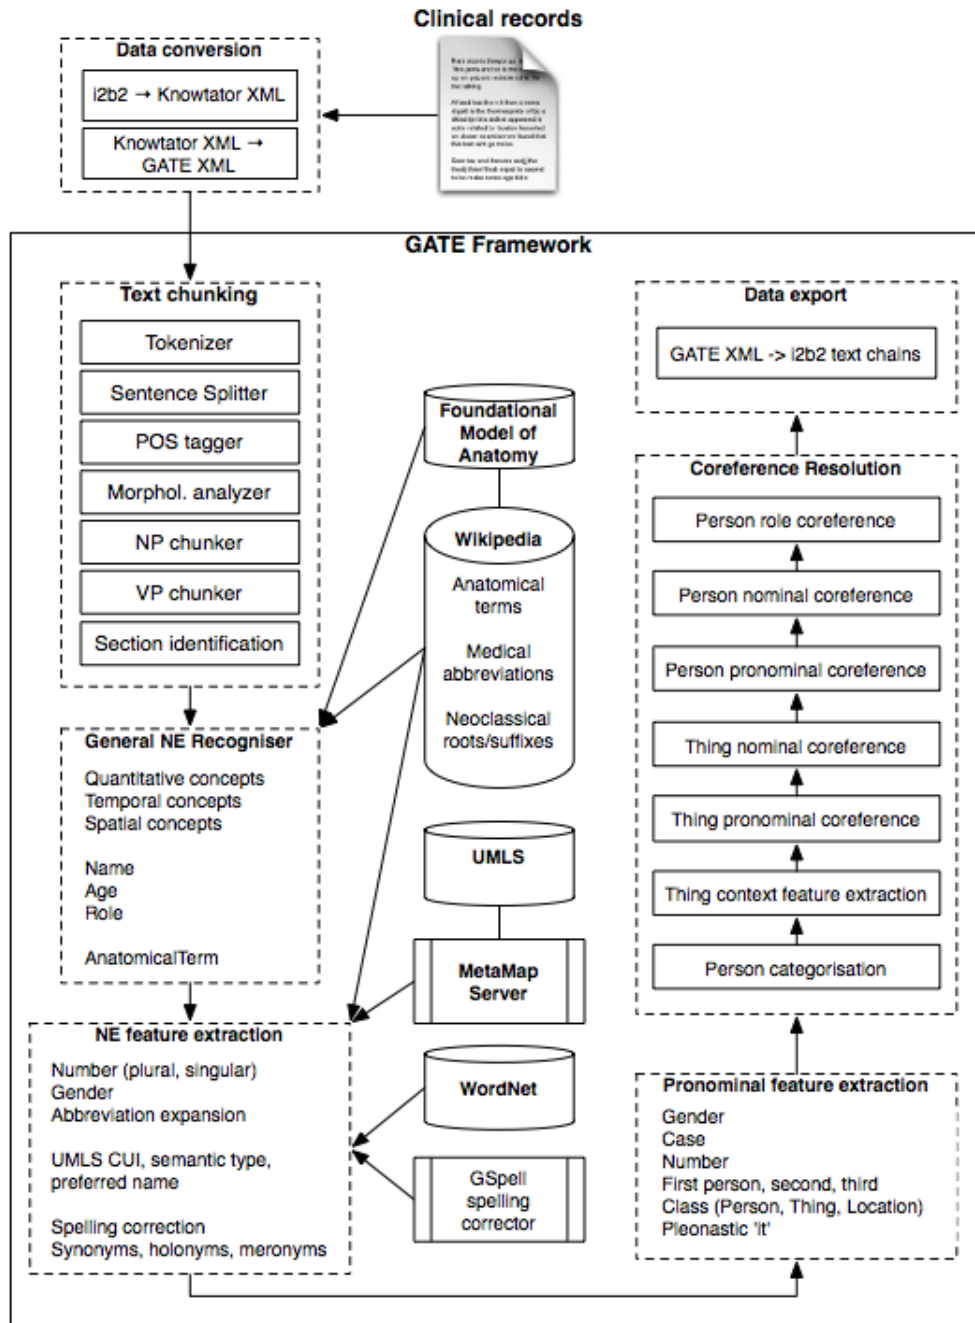 Clinical records
Data conversion
i2b2 → Knowtator XML
Knowtator XML →
GATE XML
GATE Framework
Text chunking
Tokenizer
Sentence Splitter
POS tagger
Morphol. analyzer
NP chunker
VP chunker
Section identification
General NE Recogniser
Quantitative concepts
Temporal concepts
Spatial concepts
Name
Age
Role
AnatomicalTerm
NE feature extraction
Number (plural, singular)
Gender
Abbreviation expansion
UMLS CUI, semantic type,
preferred name
Spelling correction
Synonyms, holonyms, meronyms
Foundational
Model of
Anatomy
Wikipedia
Anatomical
terms
Medical
abbreviations
Neoclassical
roots/suffixes
UMLS
MetaMap
Server
WordNet
GSpell
spelling
corrector
Data export
GATE XML -> i2b2 text chains
Coreference Resolution
Person role coreference
Person nominal coreference
Person pronominal coreference
Thing nominal coreference
Thing pronominal coreference
Thing context feature extraction
Person categorisation
Pronominal feature extraction
Gender
Case
Number
First person, second, third
Class (Person, Thing, Location)
Pleonastic 'it'